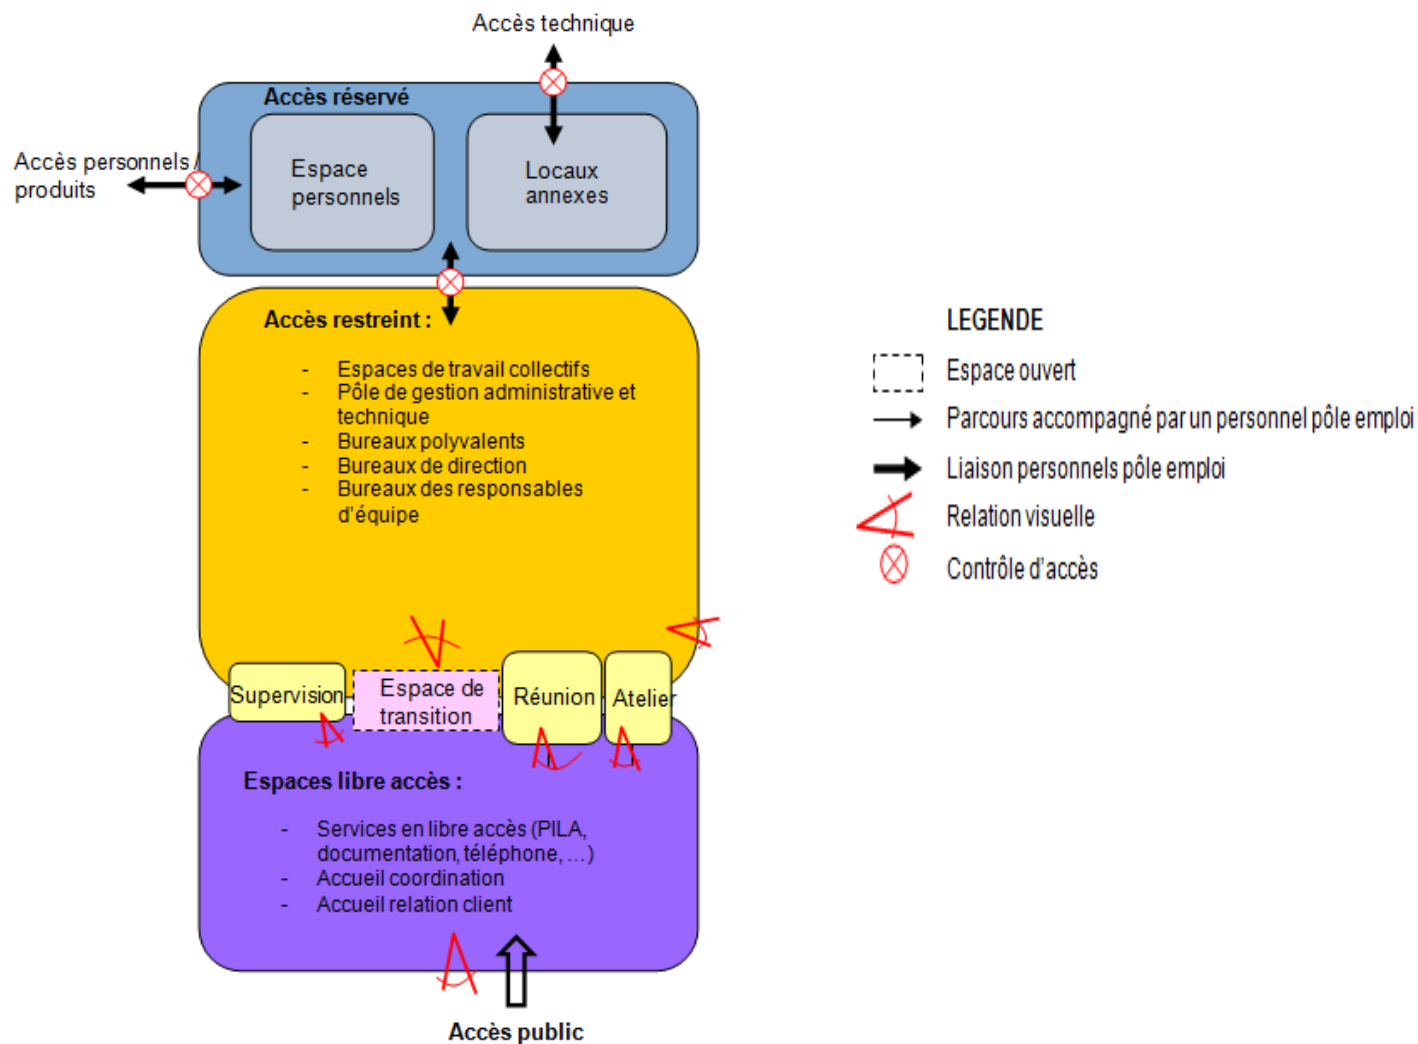 Accès technique
Accès réservé
Accès personnels /
produits
Espace
personnels
Locaux
annexes
Accès restreint :
- Espaces de travail collectifs
- Pôle de gestion administrative et
technique
- Bureaux polyvalents
- Bureaux de direction
- Bureaux des responsables
d'équipe
Supervision
Espace de
transition
Réunion
Atelier
Espaces libre accès :
- Services en libre accès (PILA,
documentation, téléphone, ...)
- Accueil coordination
- Accueil relation client
Accès public
LEGENDE
Espace ouvert
Parcours accompagné par un personnel pôle emploi
Liaison personnels pôle emploi
Relation visuelle
Contrôle d'accès